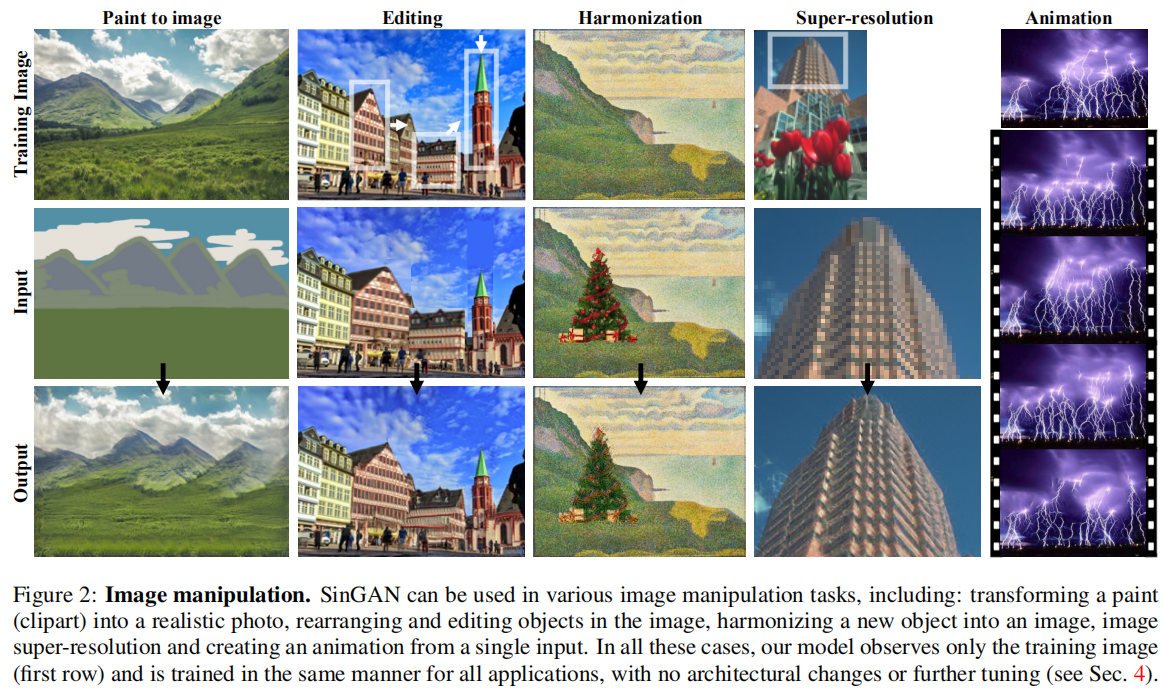 Paint to image
Editing
Harmonization
Super-resolution
Animation
Training Image
Input
Output
Figure 2: Image manipulation. SinGAN can be used in various image manipulation tasks, including: transforming a paint
(clipart) into a realistic photo, rearranging and editing objects in the image, harmonizing a new object into an image, image
super-resolution and creating an animation from a single input. In all these cases, our model observes only the training image
(first row) and is trained in the same manner for all applications, with no architectural changes or further tuning (see Sec. 4).